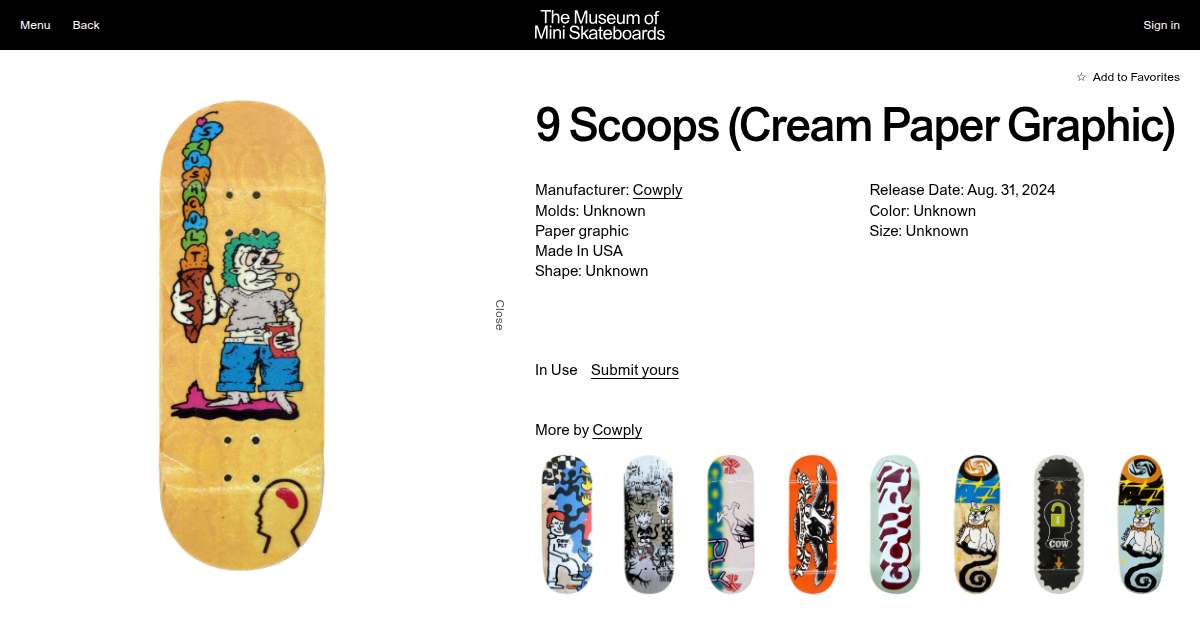 Menu
Back
The Museum of
Mini Skateboards
Sign in
☆ Add to Favorites
9 Scoops (Cream Paper Graphic)
Manufacturer: Cowply
Molds: Unknown
Paper graphic
Made In USA
Shape: Unknown
Release Date: Aug. 31, 2024
Color: Unknown
Size: Unknown
Close
In Use Submit yours
More by Cowply
COW